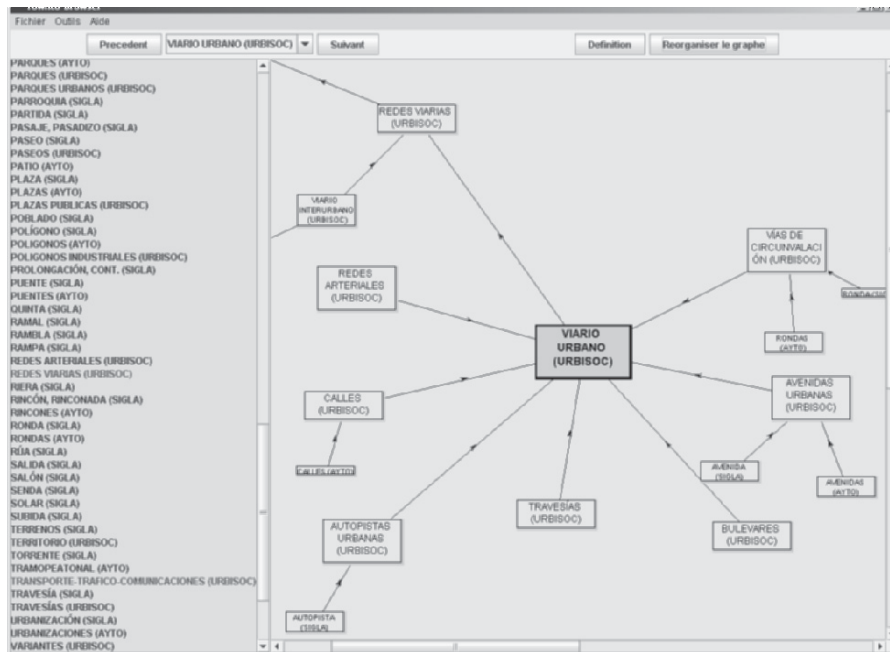 Fichier Outils Aide
Precedent VIARIO URBANO (URBISOC) Suivant Definition Reorganiser le graphe
PARQUES (AYTO)
PARQUES (URBISOC)
PARQUES URBANOS (URBISOC)
PARROQUIA (SIGLA)
PARTIDA (SIGLA)
PASAJE, PASADIZO (SIGLA)
PASEO (SIGLA)
PASEOS (URBISOC)
PATIO (AYTO)
PLAZA (SIGLA)
PLAZAS (AYTO)
PLAZAS PUBLICAS (URBISOC)
POBLADO (SIGLA)
POLÍGONO (SIGLA)
POLIGONOS (AYTO)
POLIGONOS INDUSTRIALES (URBISOC)
PROLONGACIÓN, CONT. (SIGLA)
PUENTE (SIGLA)
PUENTES (AYTO)
QUINTA (SIGLA)
RAMAL (SIGLA)
RAMBLA (SIGLA)
RAMPA (SIGLA)
REDES ARTERIALES (URBISOC)
REDES VIARIAS (URBISOC)
RIERA (SIGLA)
RINCÓN, RINCONADA (SIGLA)
RINCONES (AYTO)
RONDA (SIGLA)
RONDAS (AYTO)
RÚA (SIGLA)
SALIDA (SIGLA)
SALÓN (SIGLA)
SENDA (SIGLA)
SOLAR (SIGLA)
SUBIDA (SIGLA)
TERRENOS (SIGLA)
TERRITORIO (URBISOC)
TORRENTE (SIGLA)
TRAMOPEATONAL (AYTO)
TRANSPORTE-TRAFICO-COMUNICACIONES (URBISOC)
TRAVESÍA (SIGLA)
TRAVESÍAS (URBISOC)
URBANIZACIÓN (SIGLA)
URBANIZACIONES (AYTO)
VARIANTES (URBISOC)
REDES VIARIAS
(URBISOC)
VIARIO
INTERURBANO
(URBISOC)
VÍAS DE
CIRCUNVALACI
ÓN (URBISOC)
REDES
ARTERIALES
(URBISOC)
RONDA(SIG
RONDAS
(AYTO)
VIARIO
URBANO
(URBISOC)
CALLES
(URBISOC)
AVENIDAS
URBANAS
(URBISOC)
CALLES (AYTO)
AVENIDA
(SIGLA)
AVENIDAS
(AYTO)
TRAVESÍAS
(URBISOC)
AUTOPISTAS
URBANAS
(URBISOC)
BULEVARES
(URBISOC)
AUTOPISTA
(SIGLA)